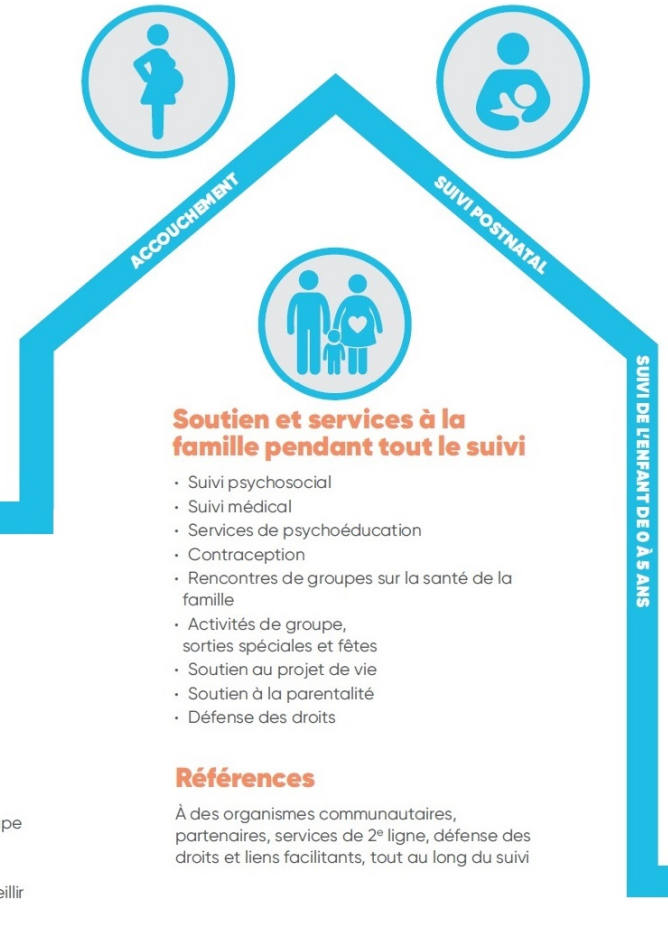 ACCOUCHEMENT
SUIVI POSTNATAL
SUIVI DE L'ENFANT DE 0 À 5 ANS
Soutien et services à la
famille pendant tout le suivi
· Suivi psychosocial
· Suivi médical
· Services de psychoéducation
· Contraception
· Rencontres de groupes sur la santé de la
famille
· Activités de groupe,
sorties spéciales et fêtes
· Soutien au projet de vie
· Soutien à la parentalité
· Défense des droits
Références
À des organismes communautaires,
partenaires, services de 2e ligne, défense des
droits et liens facilitants, tout au long du suivi